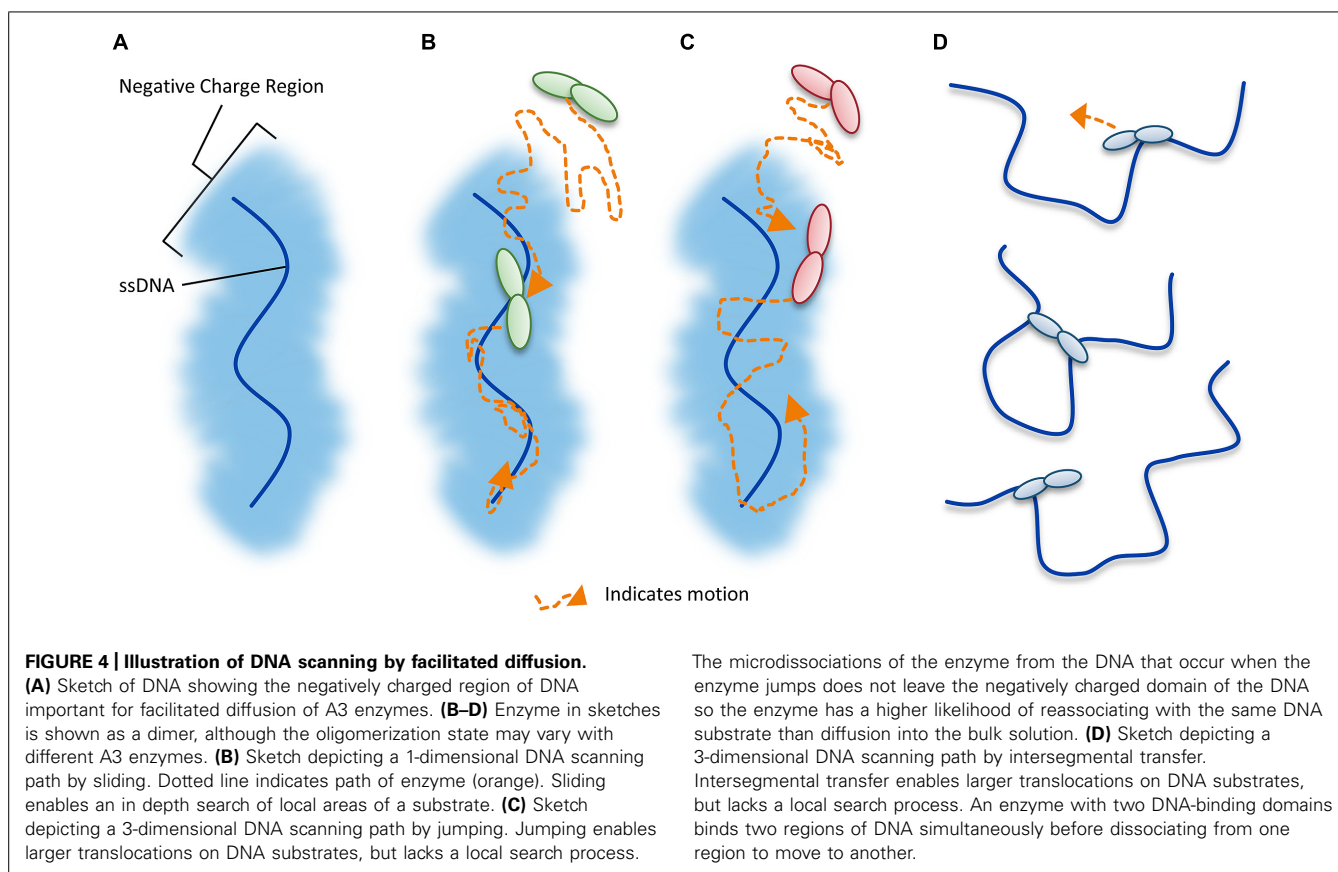 A
B
C
D
Negative Charge Region
ssDNA
Indicates motion
FIGURE 4 | Illustration of DNA scanning by facilitated diffusion.
(A) Sketch of DNA showing the negatively charged region of DNA
important for facilitated diffusion of A3 enzymes. (B–D) Enzyme in sketches
is shown as a dimer, although the oligomerization state may vary with
different A3 enzymes. (B) Sketch depicting a 1-dimensional DNA scanning
path by sliding. Dotted line indicates path of enzyme (orange). Sliding
enables an in depth search of local areas of a substrate. (C) Sketch
depicting a 3-dimensional DNA scanning path by jumping. Jumping enables
larger translocations on DNA substrates, but lacks a local search process.
The microdissociations of the enzyme from the DNA that occur when the
enzyme jumps does not leave the negatively charged domain of the DNA
so the enzyme has a higher likelihood of reassociating with the same DNA
substrate than diffusion into the bulk solution. (D) Sketch depicting a
3-dimensional DNA scanning path by intersegmental transfer.
Intersegmental transfer enables larger translocations on DNA substrates,
but lacks a local search process. An enzyme with two DNA-binding domains
binds two regions of DNA simultaneously before dissociating from one
region to move to another.